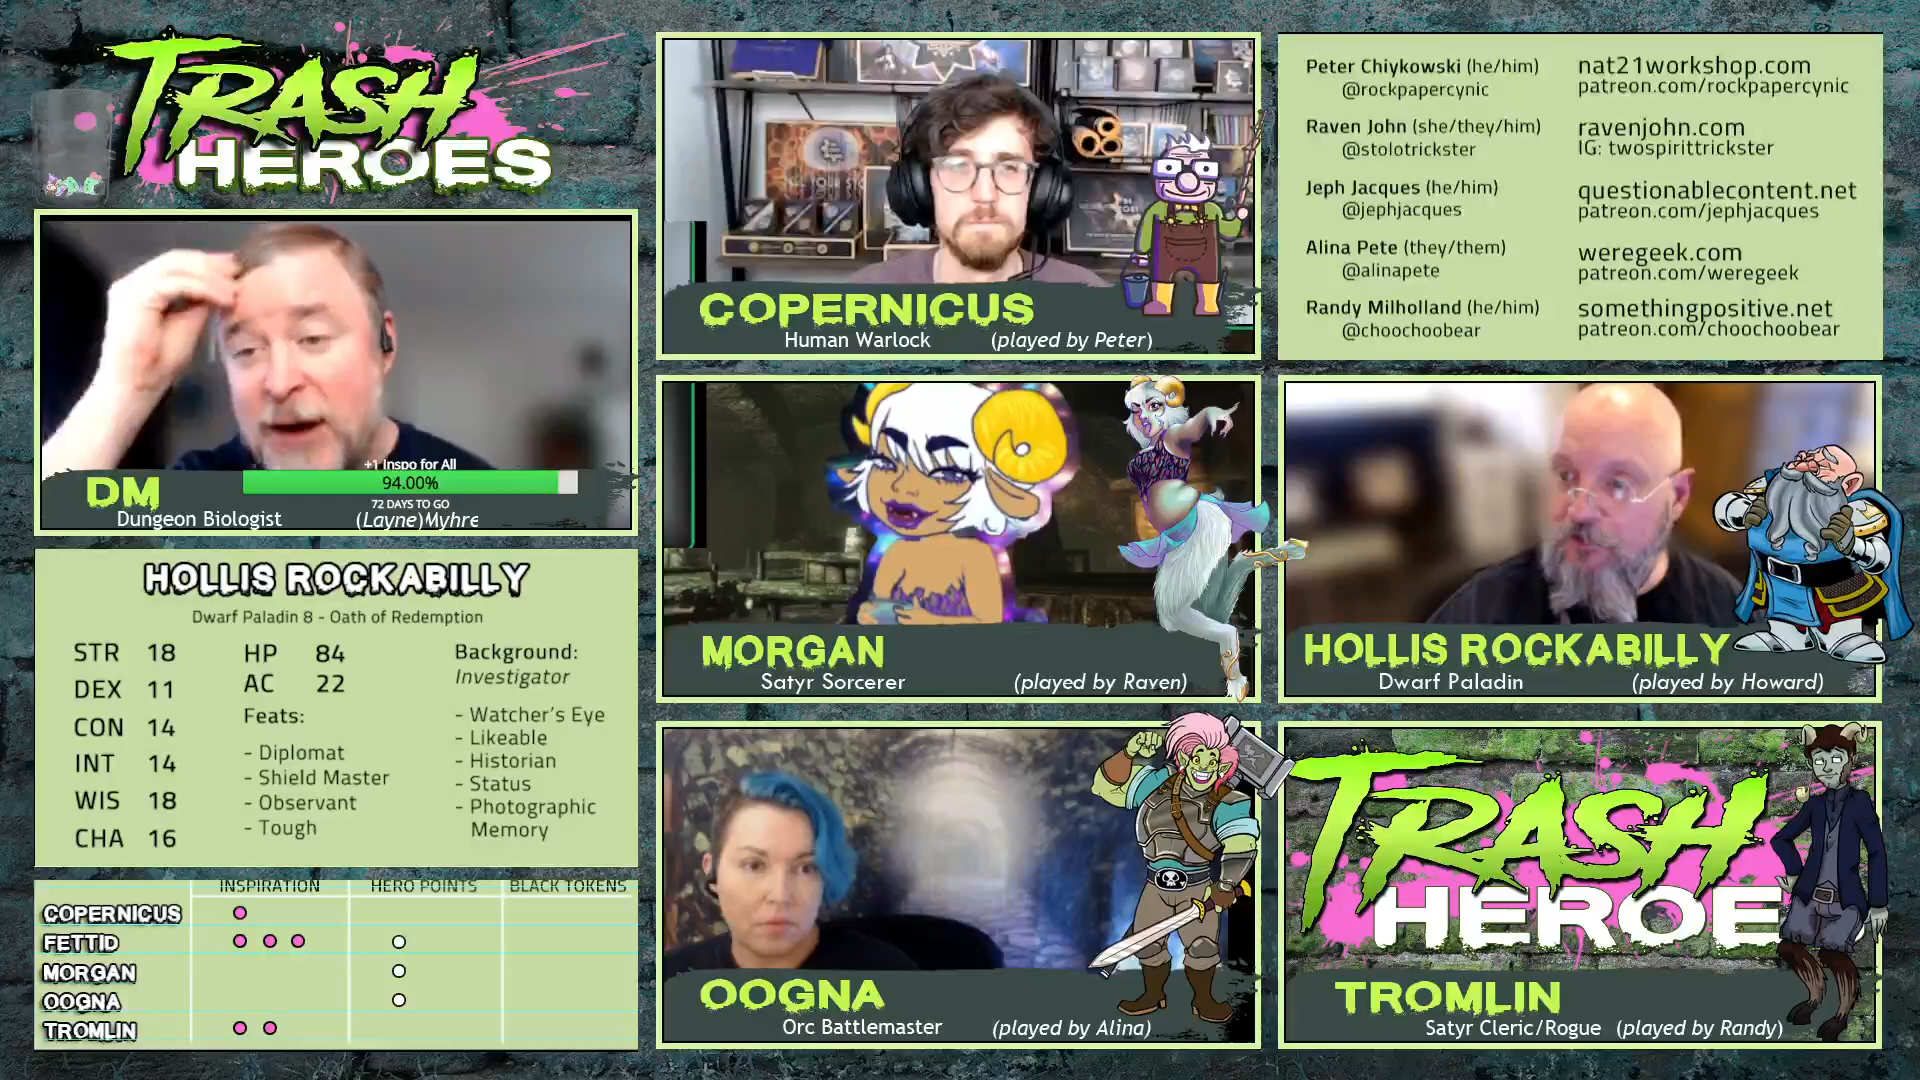 TRASH
HEROES
DM
+1 Inspo for All
94.00%
72 DAYS TO GO
Dungeon Biologist
(Layne)Myhre
HOLLIS ROCKABILLY
Dwarf Paladin 8 - Oath of Redemption
STR 18
DEX 11
CON 14
INT 14
WIS 18
CHA 16
HP 84
AC 22
Feats:
- Diplomat
- Shield Master
- Observant
- Tough
Background:
Investigator
- Watcher's Eye
- Likeable
- Historian
- Status
- Photographic
Memory
INSPIRATION HERO POINTS BLACK TOKENS
COPERNICUS
FETTID
MORGAN
OOGNA
TROMLIN
COPERNICUS
Human Warlock (played by Peter)
Peter Chiykowski (he/him) nat21workshop.com
@rockpapercynic patreon.com/rockpapercynic
Raven John (she/they/him) ravenjohn.com
@stolotrickster IG: twospirittrickster
Jeph Jacques (he/him) questionablecontent.net
@jephjacques patreon.com/jephjacques
Alina Pete (they/them) weregeek.com
@alinapete patreon.com/weregeek
Randy Milholland (he/him) somethingpositive.net
@choochoobear patreon.com/choochoobear
MORGAN
Satyr Sorcerer (played by Raven)
HOLLIS ROCKABILLY
Dwarf Paladin (played by Howard)
OOGNA
Orc Battlemaster (played by Alina)
TRASH
HEROE
TROMLIN
Satyr Cleric/Rogue (played by Randy)